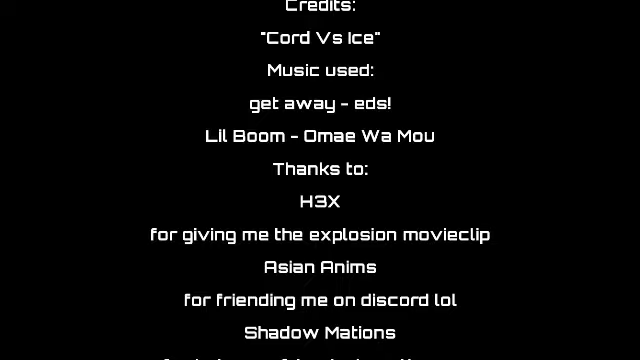 Credits:
"Cord Vs Ice"
Music used:
get away - eds!
Lil Boom - Omae Wa Mou
Thanks to:
H3X
for giving me the explosion movieclip
Asian Anims
for friending me on discord lol
Shadow Mations